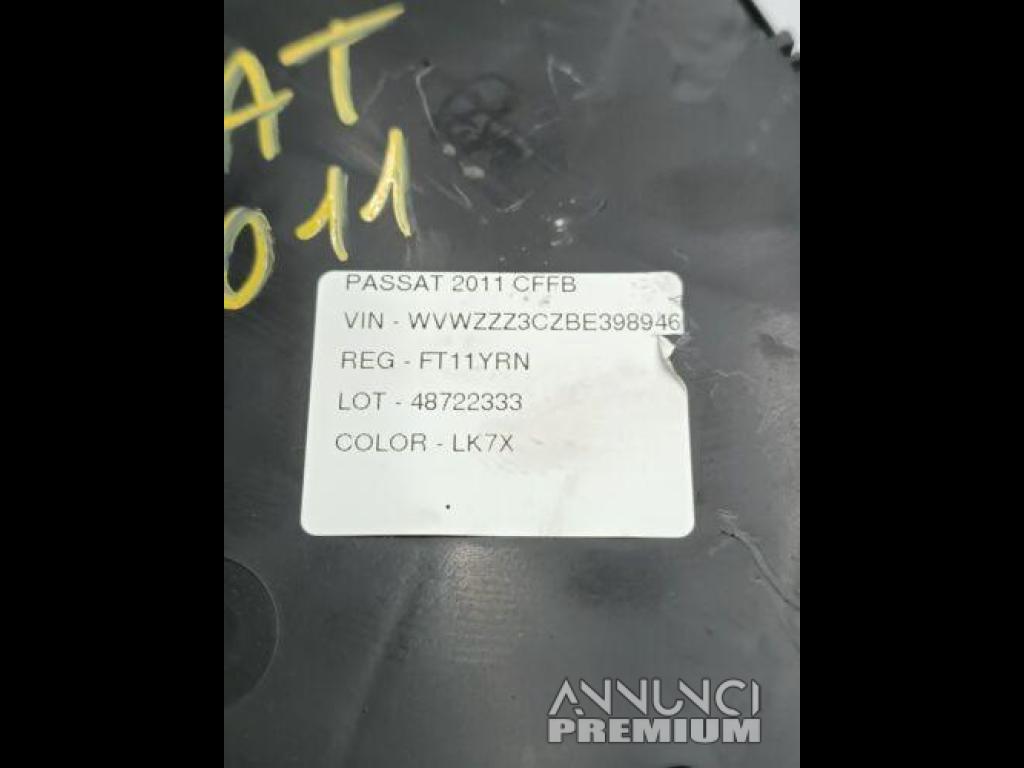 AT
011
PASSAT 2011 CFFB
VIN - WVWZZZ3CZBE398946
REG - FT11YRN
LOT - 48722333
COLOR - LK7X
ANNUNCI
PREMIUM